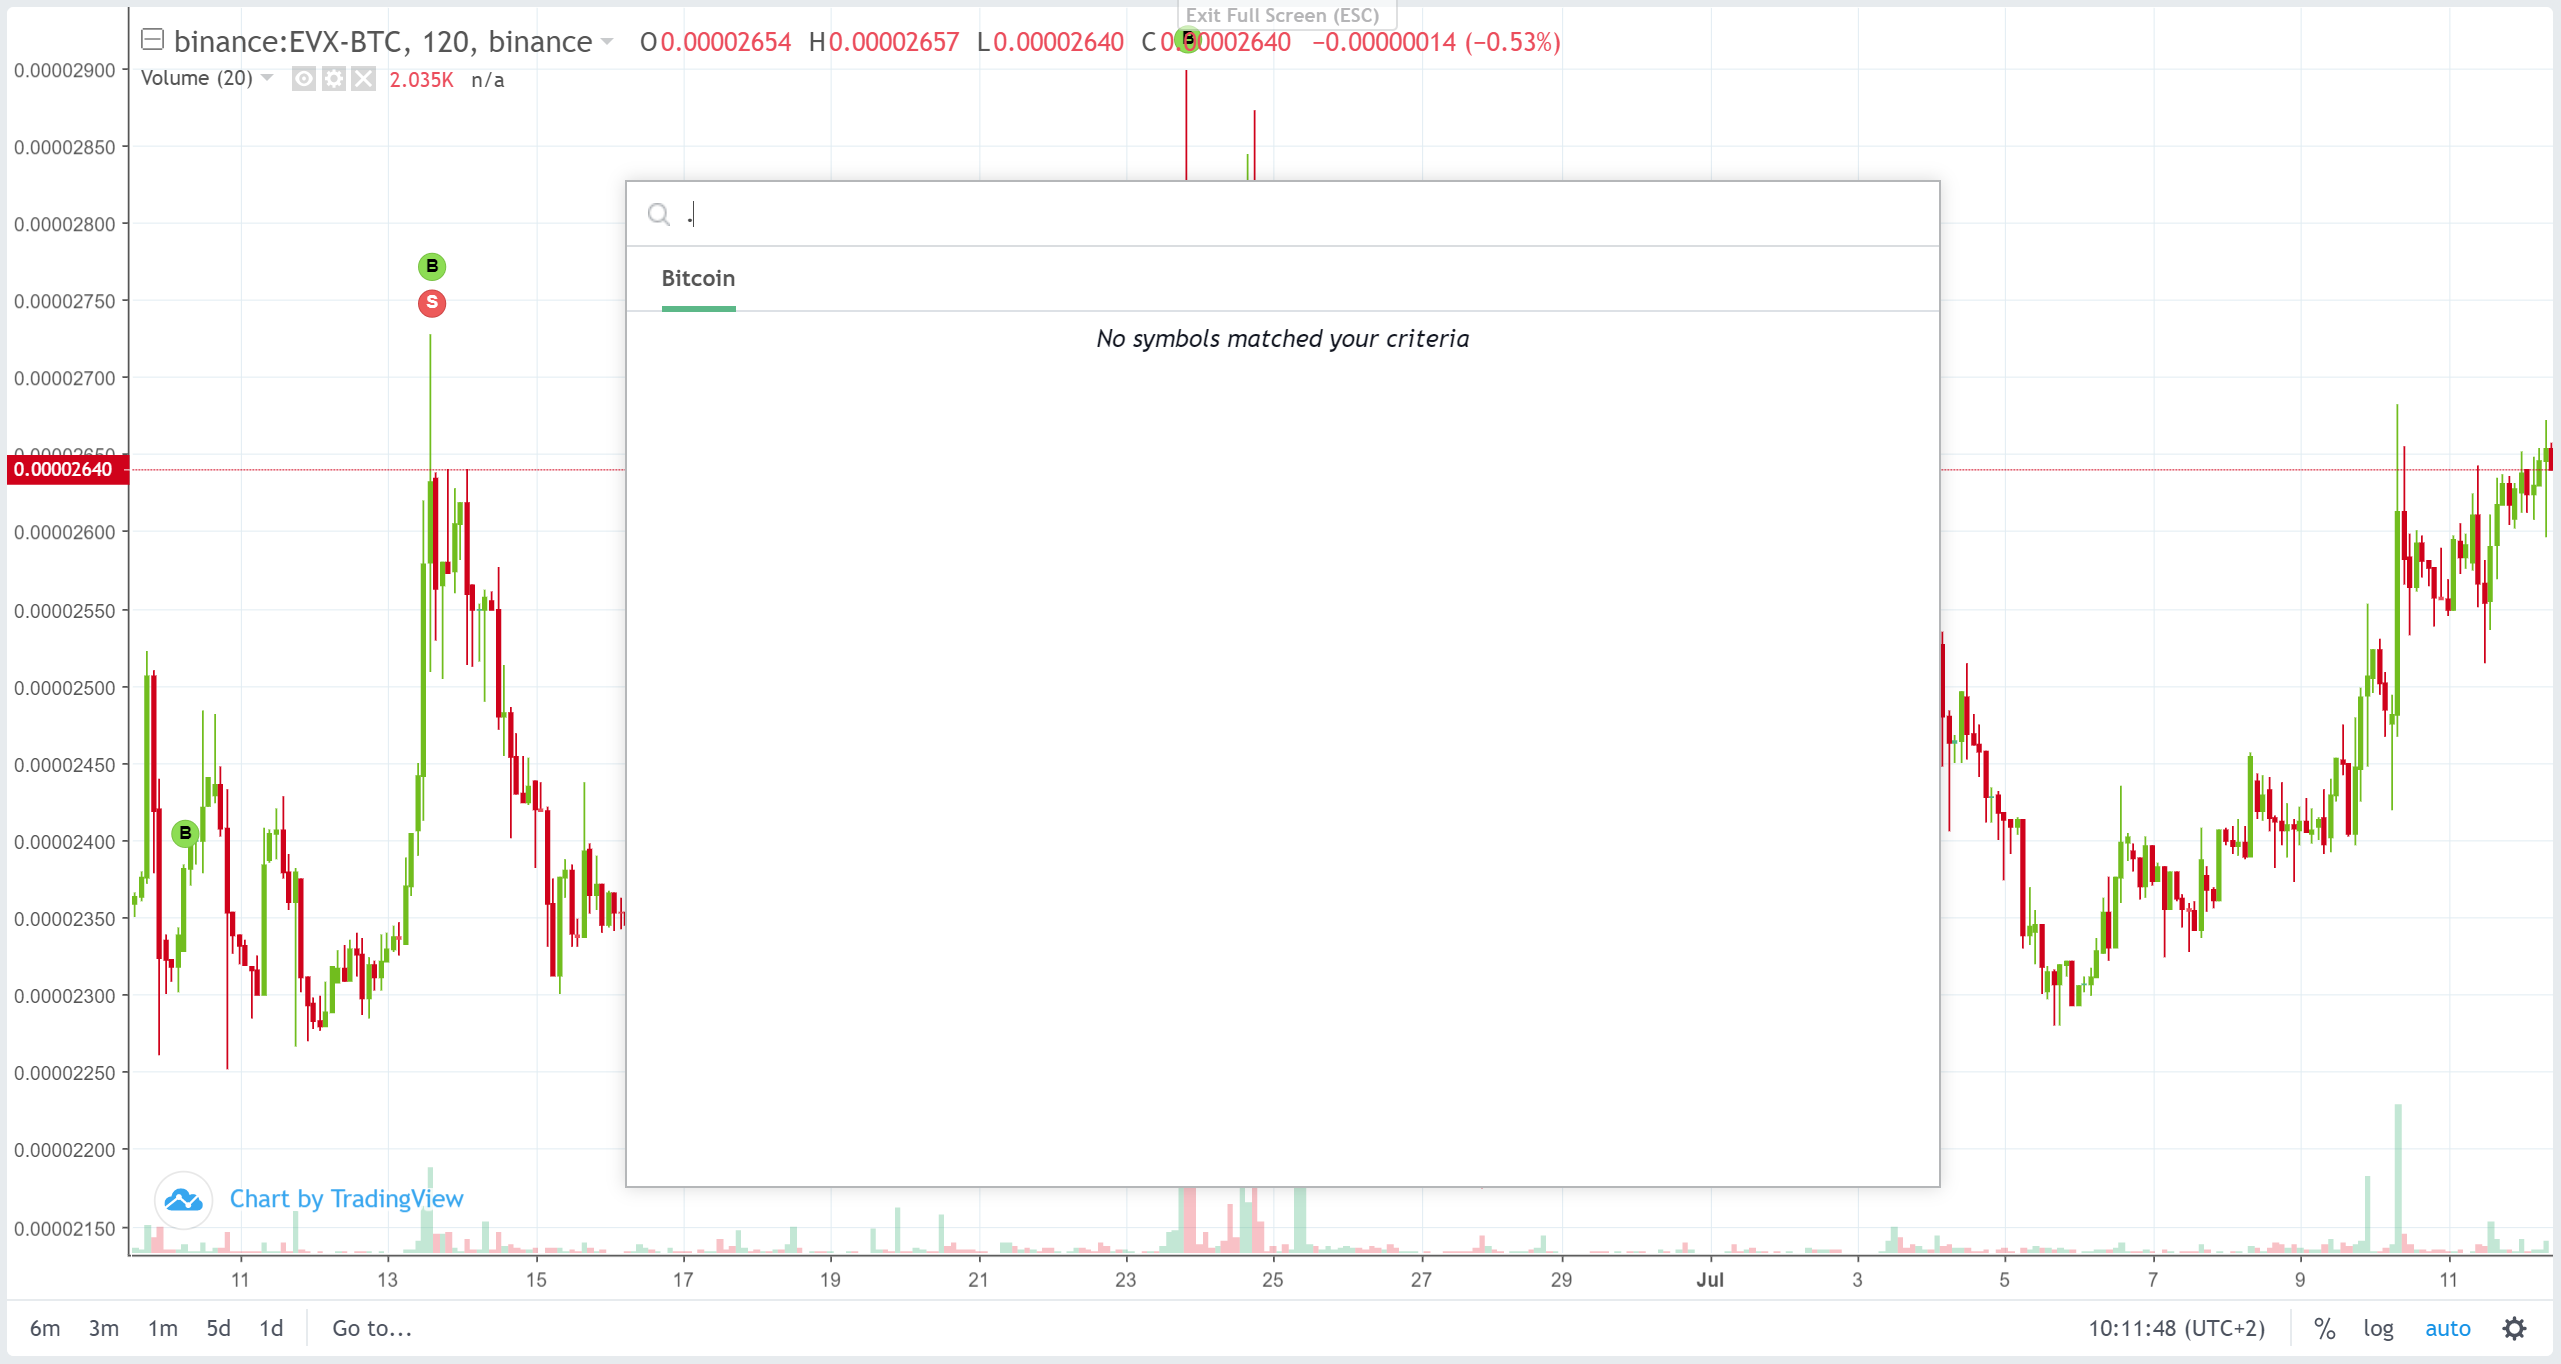 Exit Full Screen (ESC)
binance:EVX-BTC, 120, binance O0.00002654 H0.00002657 L0.00002640 C0.00002640 −0.00000014 (−0.53%)
B
Volume (20) 2.035K n/a
0.00002900
0.00002850
0.00002800
0.00002750
0.00002700
0.00002650
0.00002640
0.00002600
0.00002550
0.00002500
0.00002450
0.00002400
0.00002350
0.00002300
0.00002250
0.00002200
0.00002150
B
S
B
.
Bitcoin
No symbols matched your criteria
Chart by TradingView
11 13 15 17 19 21 23 25 27 29 Jul 3 5 7 9 11
6m 3m 1m 5d 1d Go to... 10:11:48 (UTC+2) % log auto